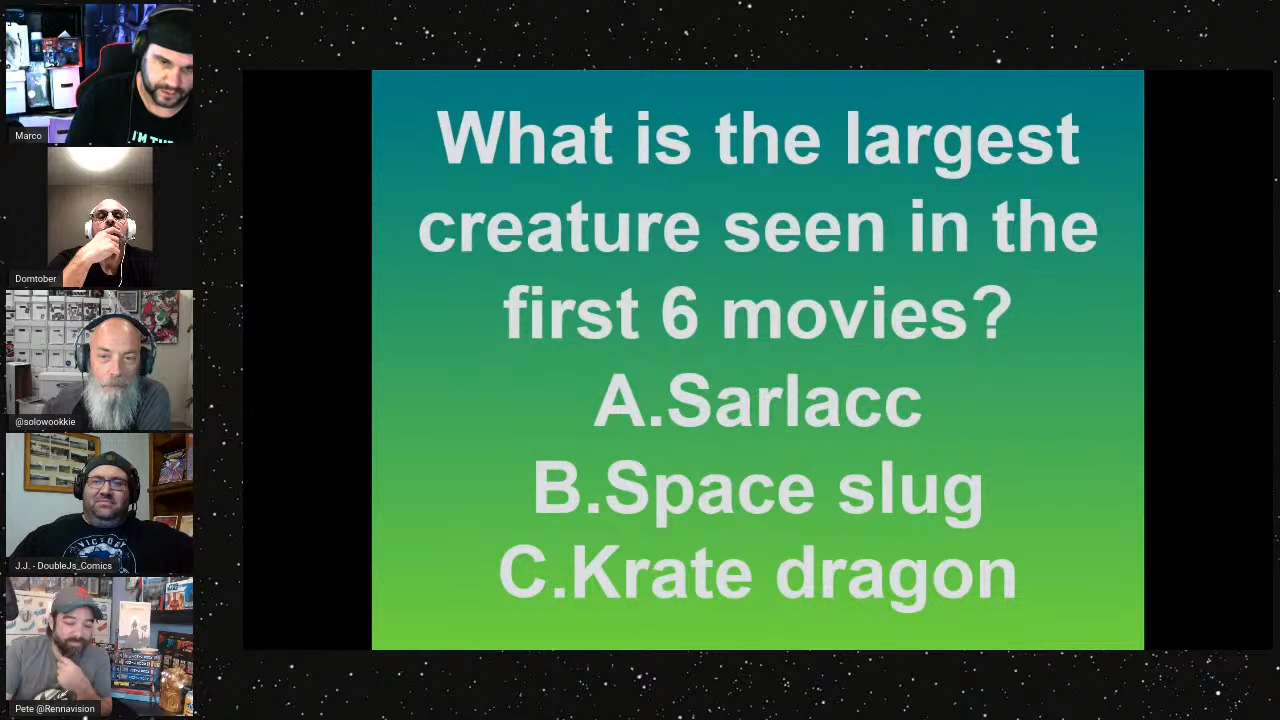 What is the largest
creature seen in the
first 6 movies?
A.Sarlacc
B.Space slug
C.Krate dragon
Marco
Domtober
@solowookkie
VICTORY
J.J. - DoubleJs_Comics
Pete @Rennavision